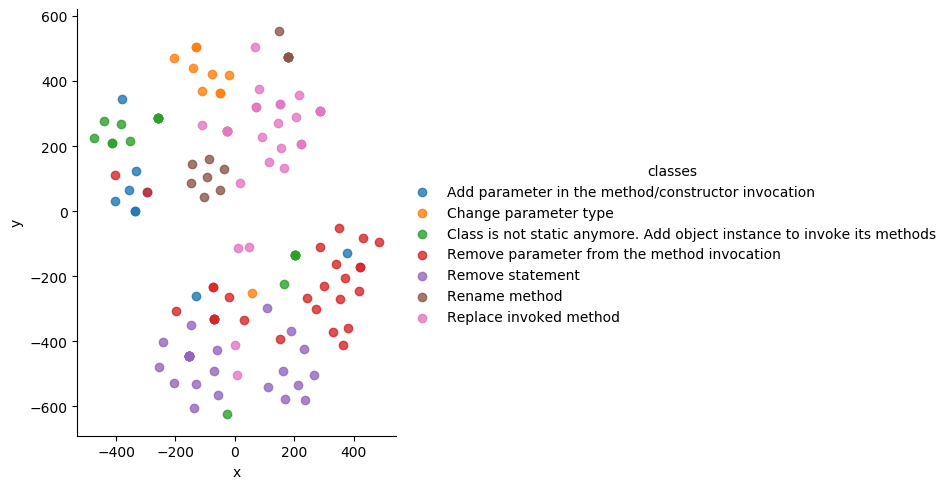 600
400
200
0
−200
−400
−600
y
−400
−200
0
200
400
x
classes
Add parameter in the method/constructor invocation
Change parameter type
Class is not static anymore. Add object instance to invoke its methods
Remove parameter from the method invocation
Remove statement
Rename method
Replace invoked method